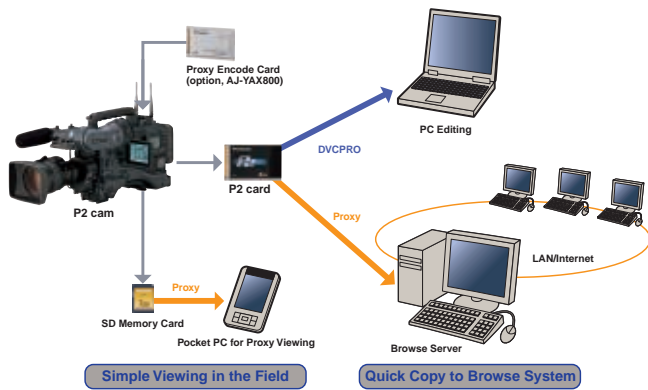 Proxy Encode Card
(option, AJ-YAX800)
PC Editing
DVCPRO
P2 card
P2 cam
Proxy
LAN/Internet
Proxy
SD Memory Card
Pocket PC for Proxy Viewing
Browse Server
Simple Viewing in the Field
Quick Copy to Browse System